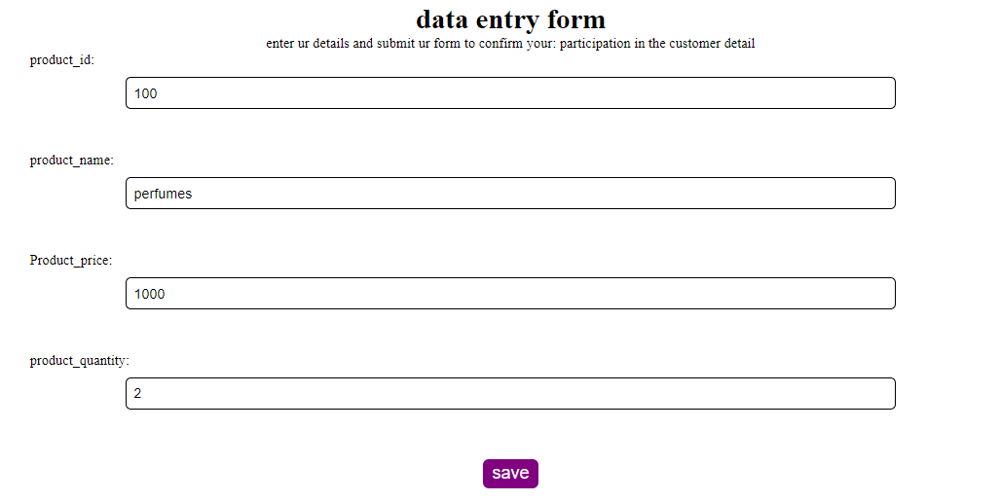 data entry form
enter ur details and submit ur form to confirm your: participation in the customer detail
product_id:
100
product_name:
perfumes
Product_price:
1000
product_quantity:
2
save